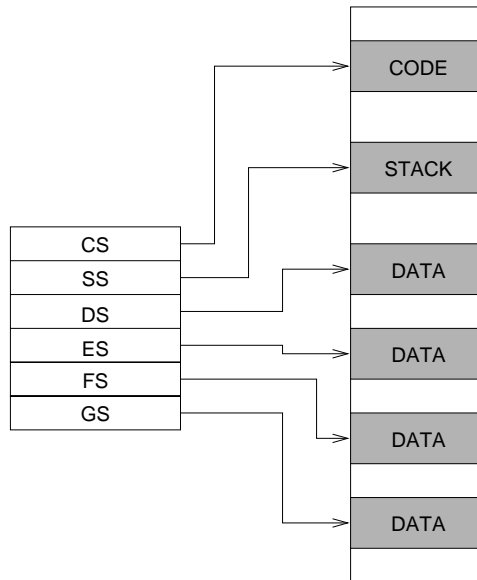 CODE
STACK
CS
SS
DS
ES
FS
GS
DATA
DATA
DATA
DATA